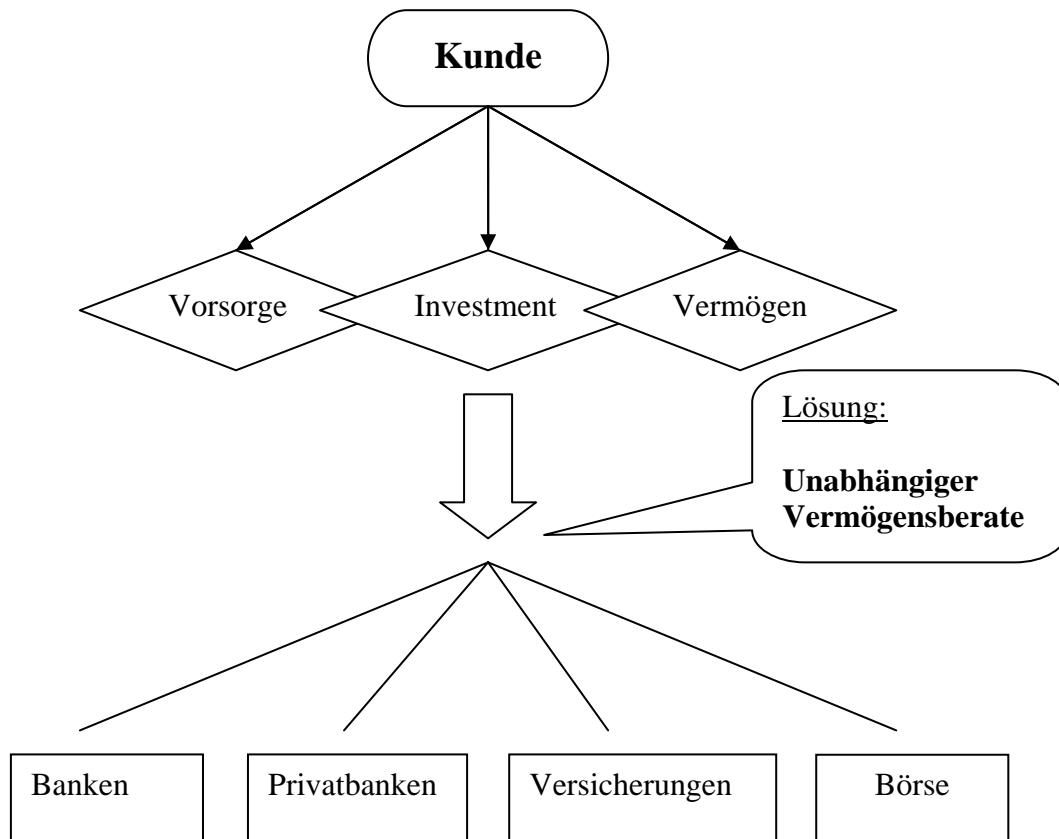 Kunde
Vorsorge Investment Vermögen
Lösung:
Unabhängiger
Vermögensberate
Banken Privatbanken Versicherungen Börse